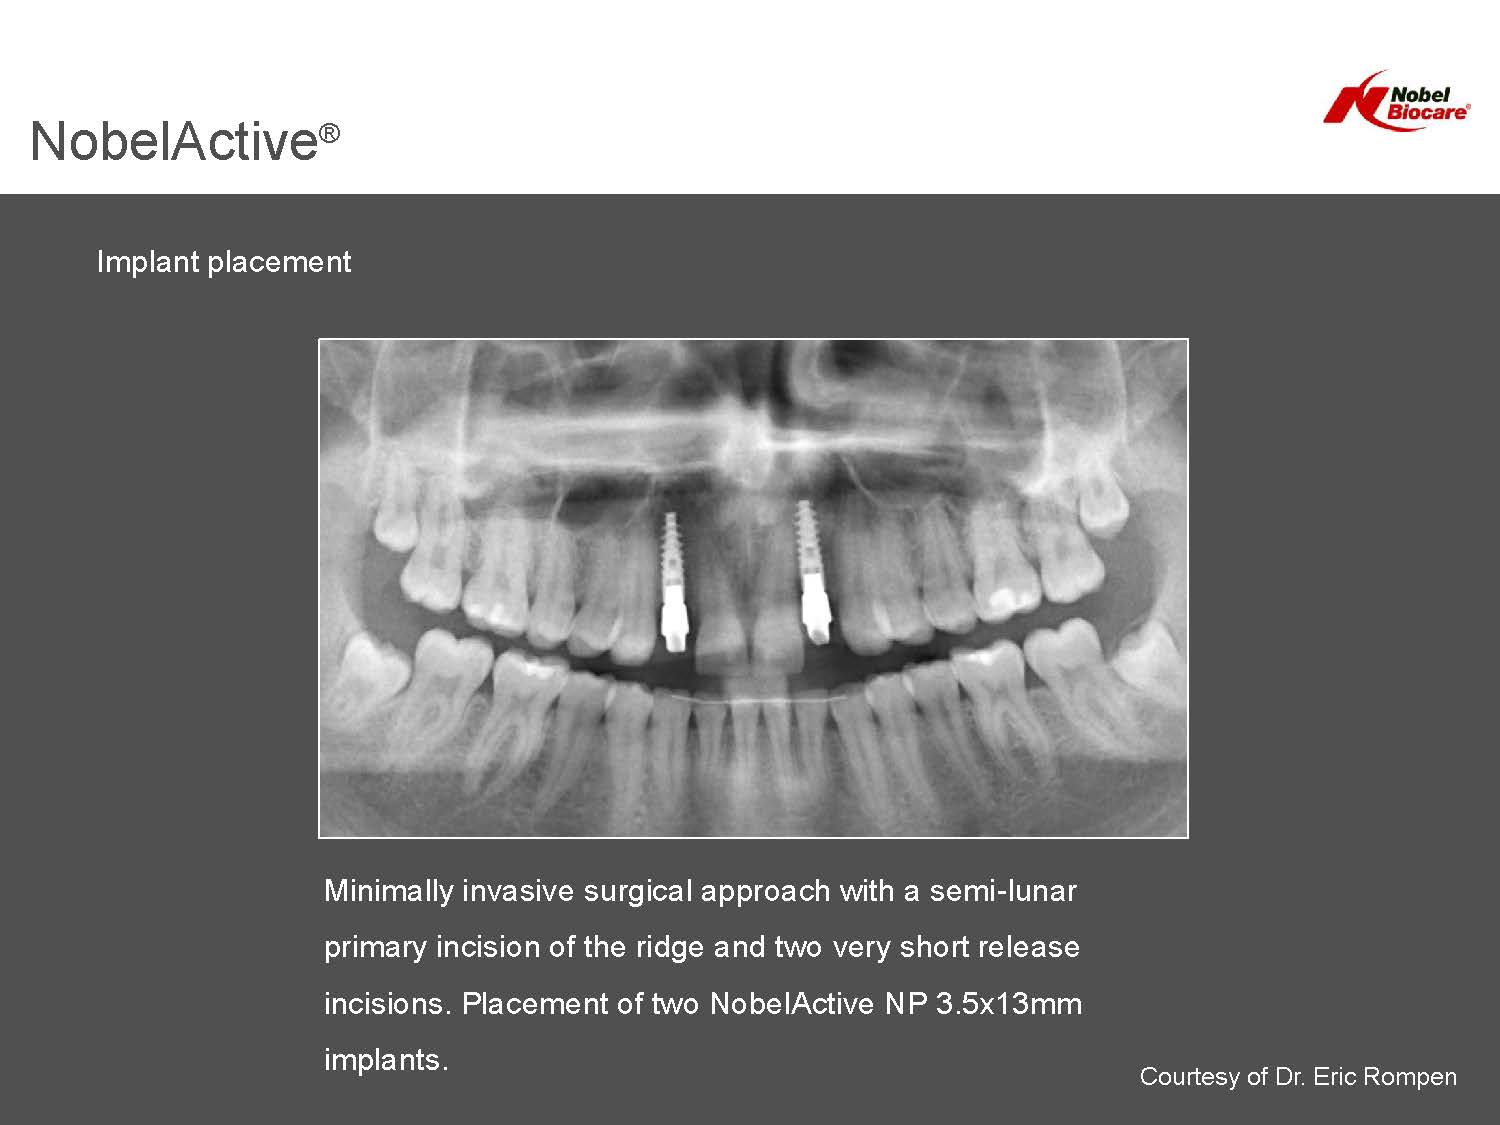 NobelActive®
Nobel
Biocare®
Implant placement
Minimally invasive surgical approach with a semi-lunar
primary incision of the ridge and two very short release
incisions. Placement of two NobelActive NP 3.5x13mm
implants.
Courtesy of Dr. Eric Rompen